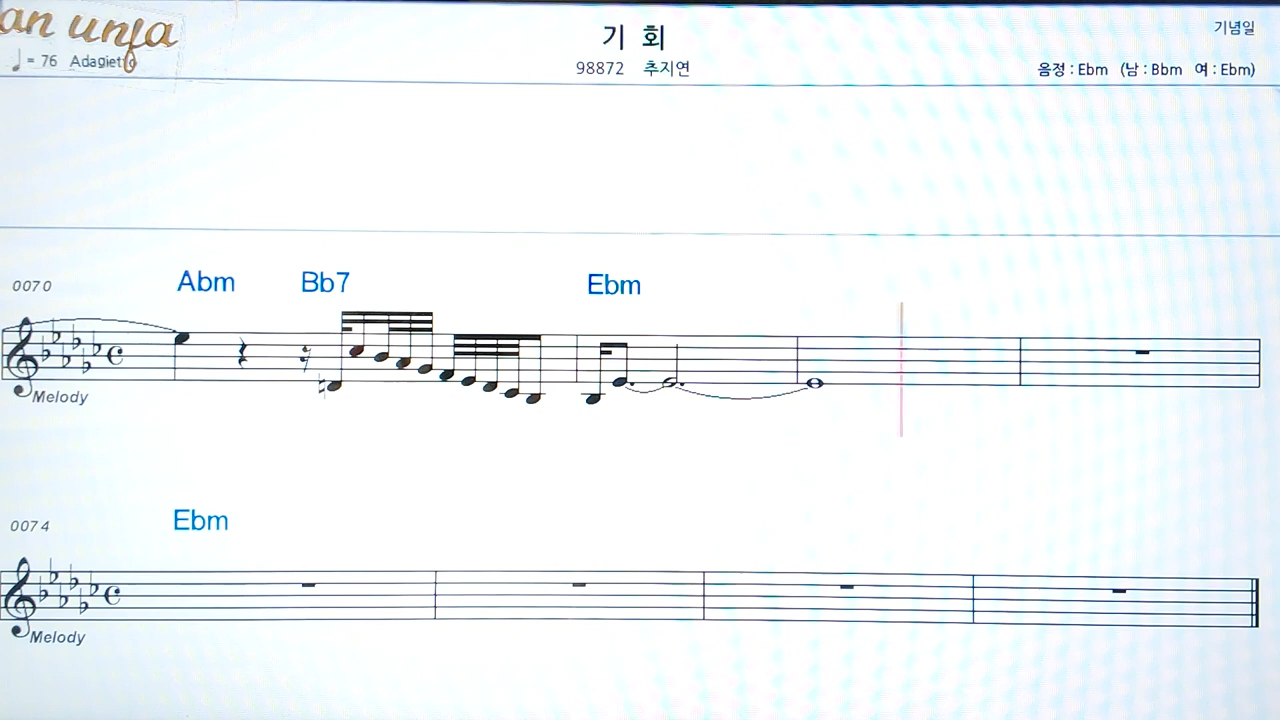 an unja
기 회
기념일
♩ = 76 Adagietto
98872 추지연
음정 : Ebm (남 : Bbm 여 : Ebm)
0070 Abm Bb7 Ebm
Melody
0074 Ebm
Melody